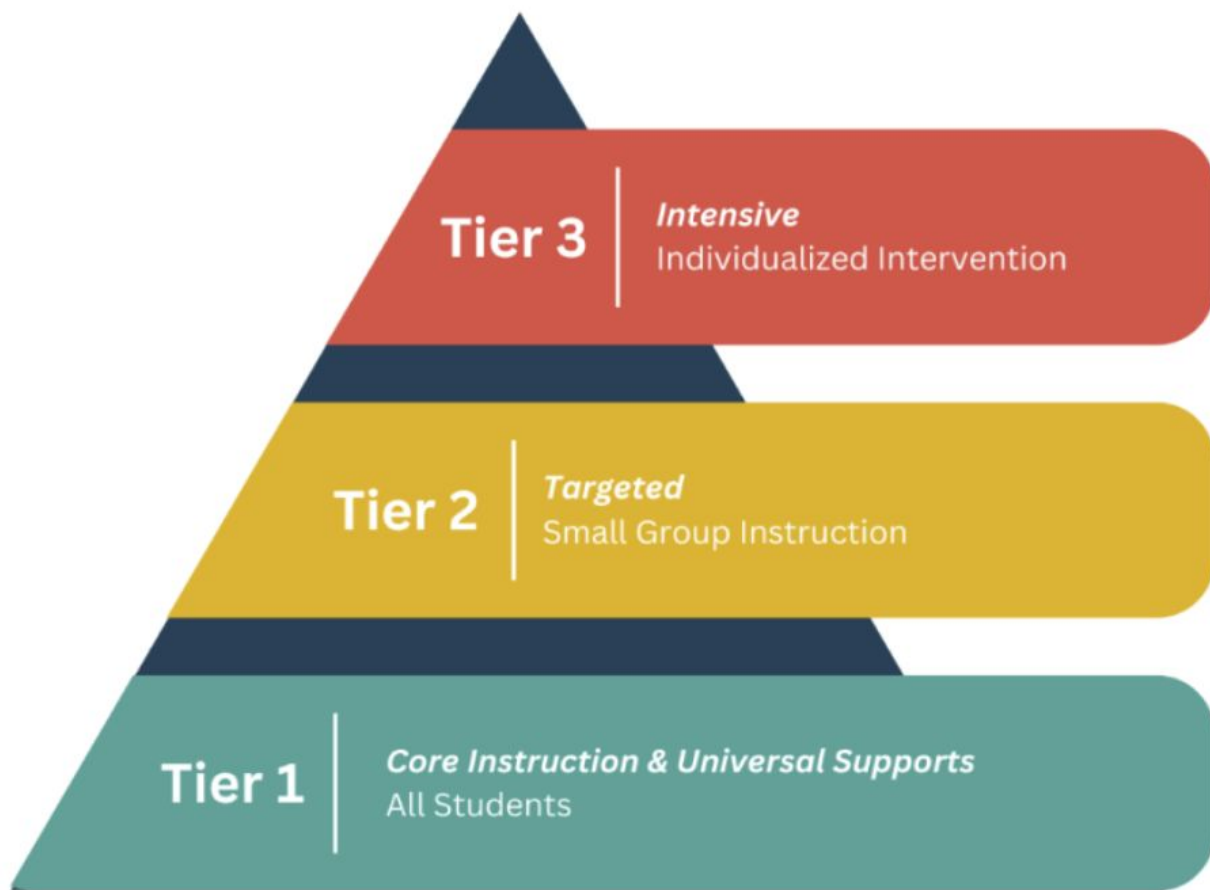 Tier 3
Intensive
Individualized Intervention
Tier 2
Targeted
Small Group Instruction
Tier 1
Core Instruction & Universal Supports
All Students